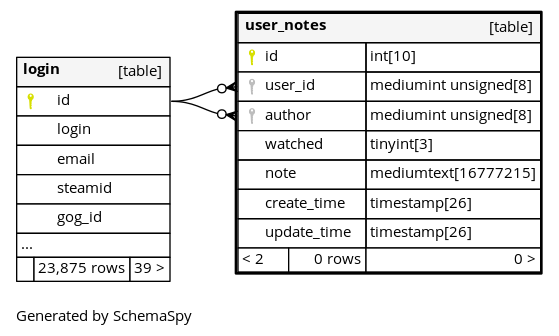 login [table]
id
login
email
steamid
gog_id
...
23,875 rows 39 >
user_notes [table]
id int[10]
user_id mediumint unsigned[8]
author mediumint unsigned[8]
watched tinyint[3]
note mediumtext[16777215]
create_time timestamp[26]
update_time timestamp[26]
< 2 0 rows 0 >
Generated by SchemaSpy